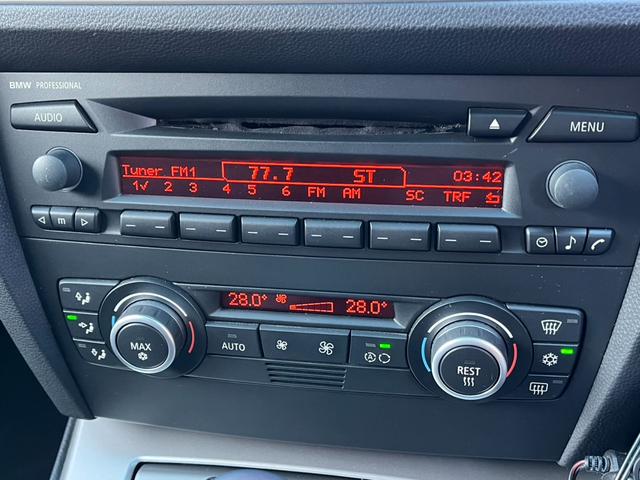 BMW PROFESSIONAL
AUDIO
MENU
Tuner FM1 77.7 ST 03:42
1✓ 2 3 4 5 6 FM AM SC TRF
m
28.0° 28.0°
MAX
AUTO
A
REST